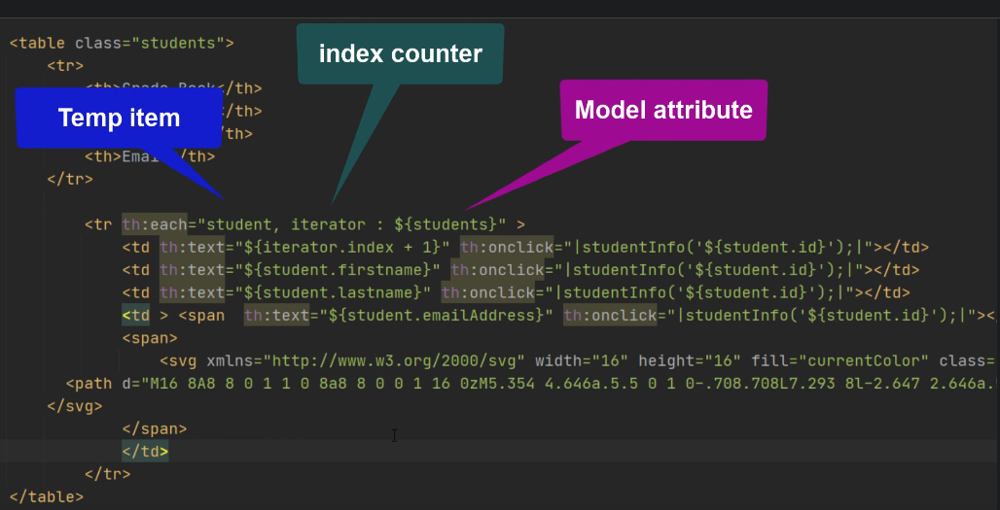 <table class="students">
<tr>
index counter
</th>
Temp item
</th>
Model attribute
/th>
<th>Email</th>
</tr>
<tr th:each="student, iterator : ${students}" >
<td th:text="${iterator.index + 1}" th:onclick="|studentInfo('${student.id}');|"></td>
<td th:text="${student.firstname}" th:onclick="|studentInfo('${student.id}');|"></td>
<td th:text="${student.lastname}" th:onclick="|studentInfo('${student.id}');|"></td>
<td > <span  th:text="${student.emailAddress}" th:onclick="|studentInfo('${student.id}');|"><
<span>
<svg xmlns="http://www.w3.org/2000/svg" width="16" height="16" fill="currentColor" class=
<path d="M16 8A8 8 0 1 1 0 8a8 8 0 0 1 16 0zM5.354 4.646a.5.5 0 1 0-.708.708L7.293 8l-2.647 2.646a.
</svg>
</span>
</td>
</tr>
</table>